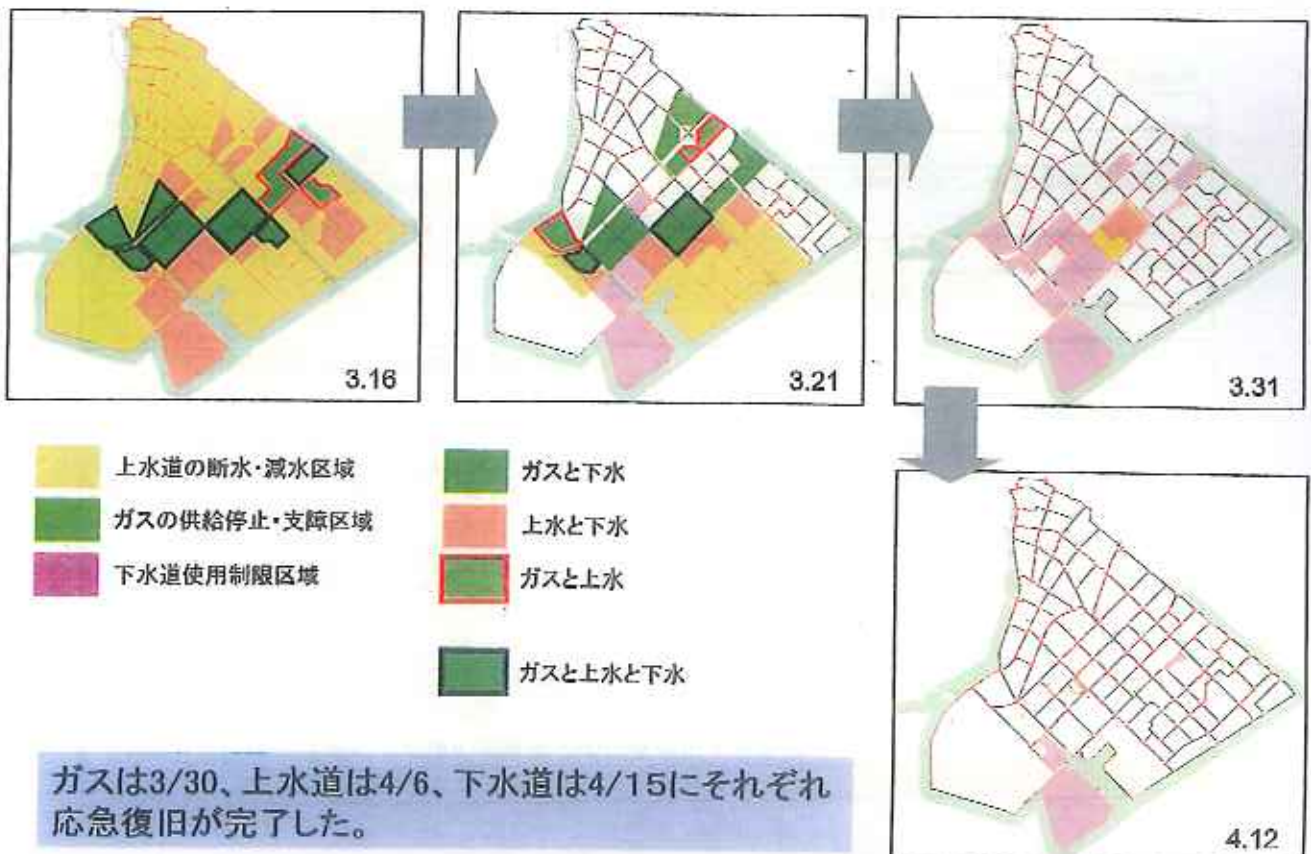 3.16
3.21
3.31
上水道の断水・減水区域
ガスの供給停止・支障区域
下水道使用制限区域
ガスと下水
上水と下水
ガスと上水
ガスと上水と下水
4.12
ガスは3/30、上水道は4/6、下水道は4/15にそれぞれ
応急復旧が完了した。